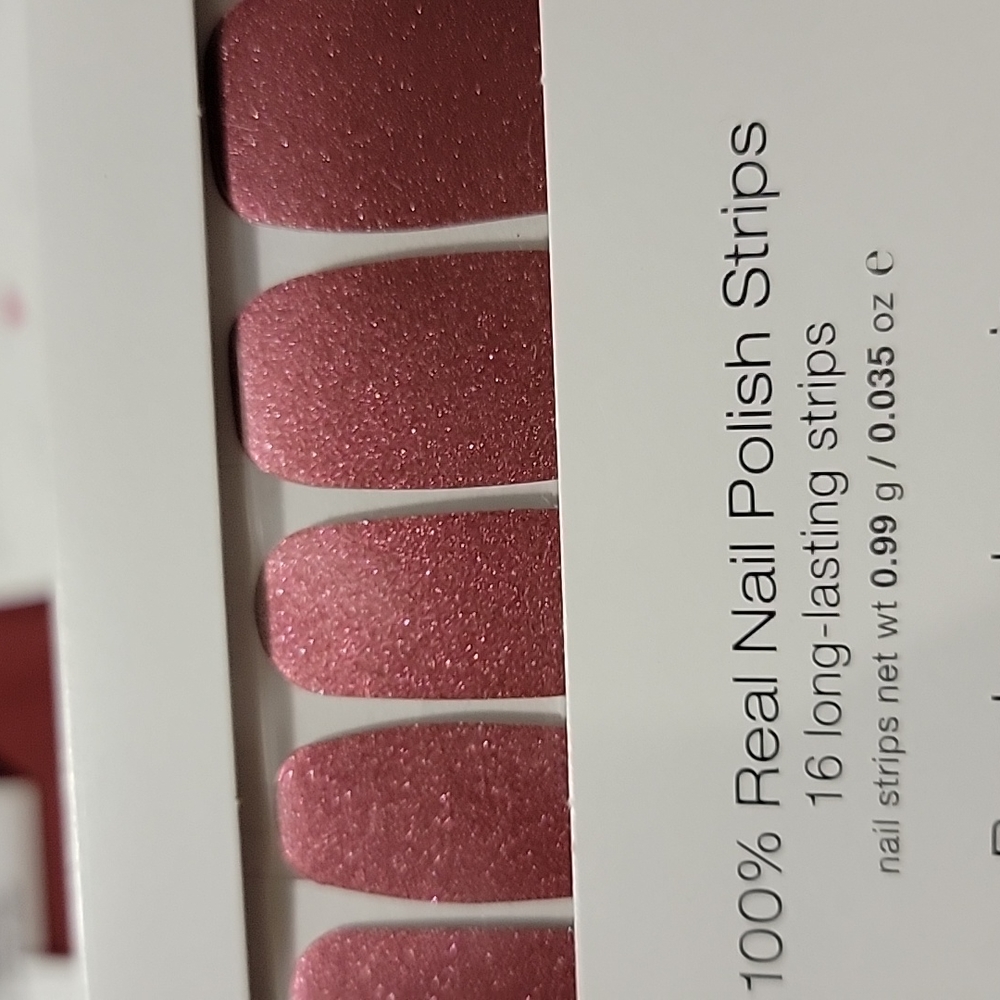 100% Real Nail Polish Strips
16 long-lasting strips
nail strips net wt 0.99 g / 0.035 oz ℮